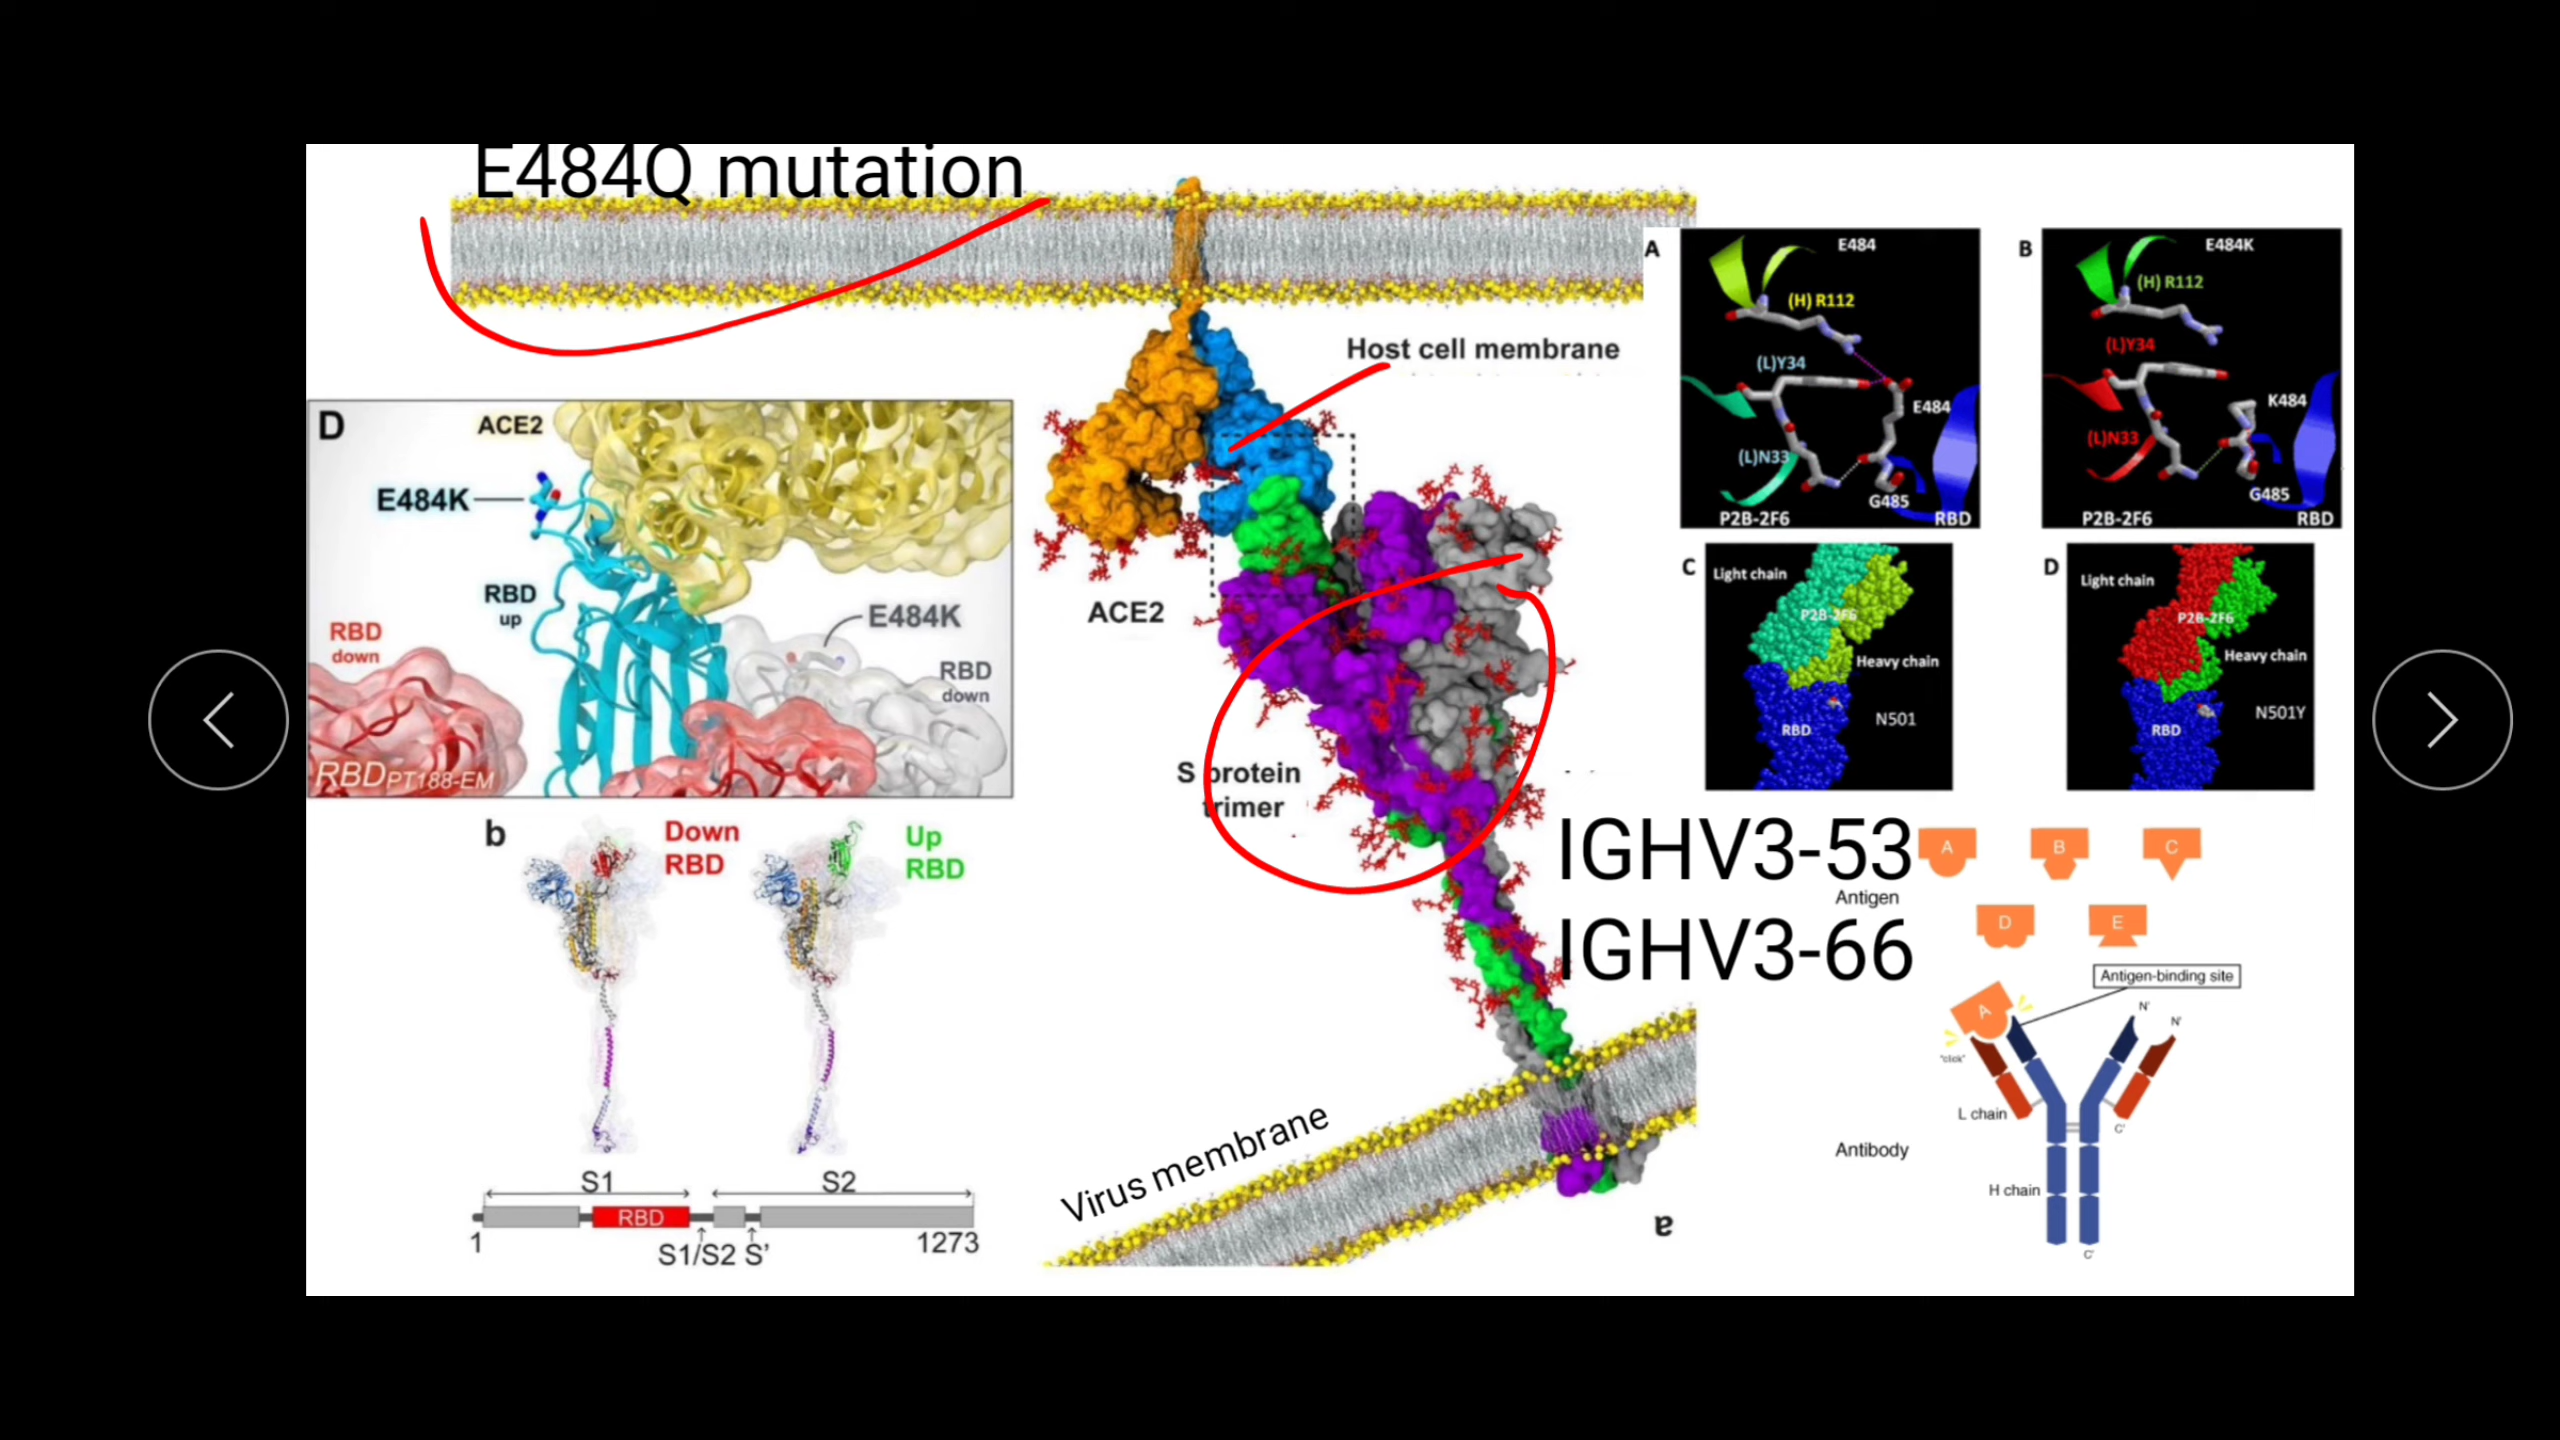 E484Q mutation
Host cell membrane
D
ACE2
E484K
RBD
up
RBD
down
E484K
RBD
down
RBDPT188-EM
ACE2
S protein
trimer
b
Down
RBD
Up
RBD
S1
S2
RBD
1
S1/S2
S'
1273
Virus membrane
a
A
E484
(H) R112
(L)Y34
E484
(L)N33
G485
P2B-2F6
RBD
B
E484K
(H) R112
(L)Y34
K484
(L)N33
G485
P2B-2F6
RBD
C
Light chain
P2B-2F6
Heavy chain
N501
RBD
D
Light chain
P2B-2F6
Heavy chain
N501Y
RBD
IGHV3-53
IGHV3-66
Antigen
A
B
C
D
E
Antigen-binding site
A
"click"
N'
N'
L chain
C'
Antibody
H chain
C'